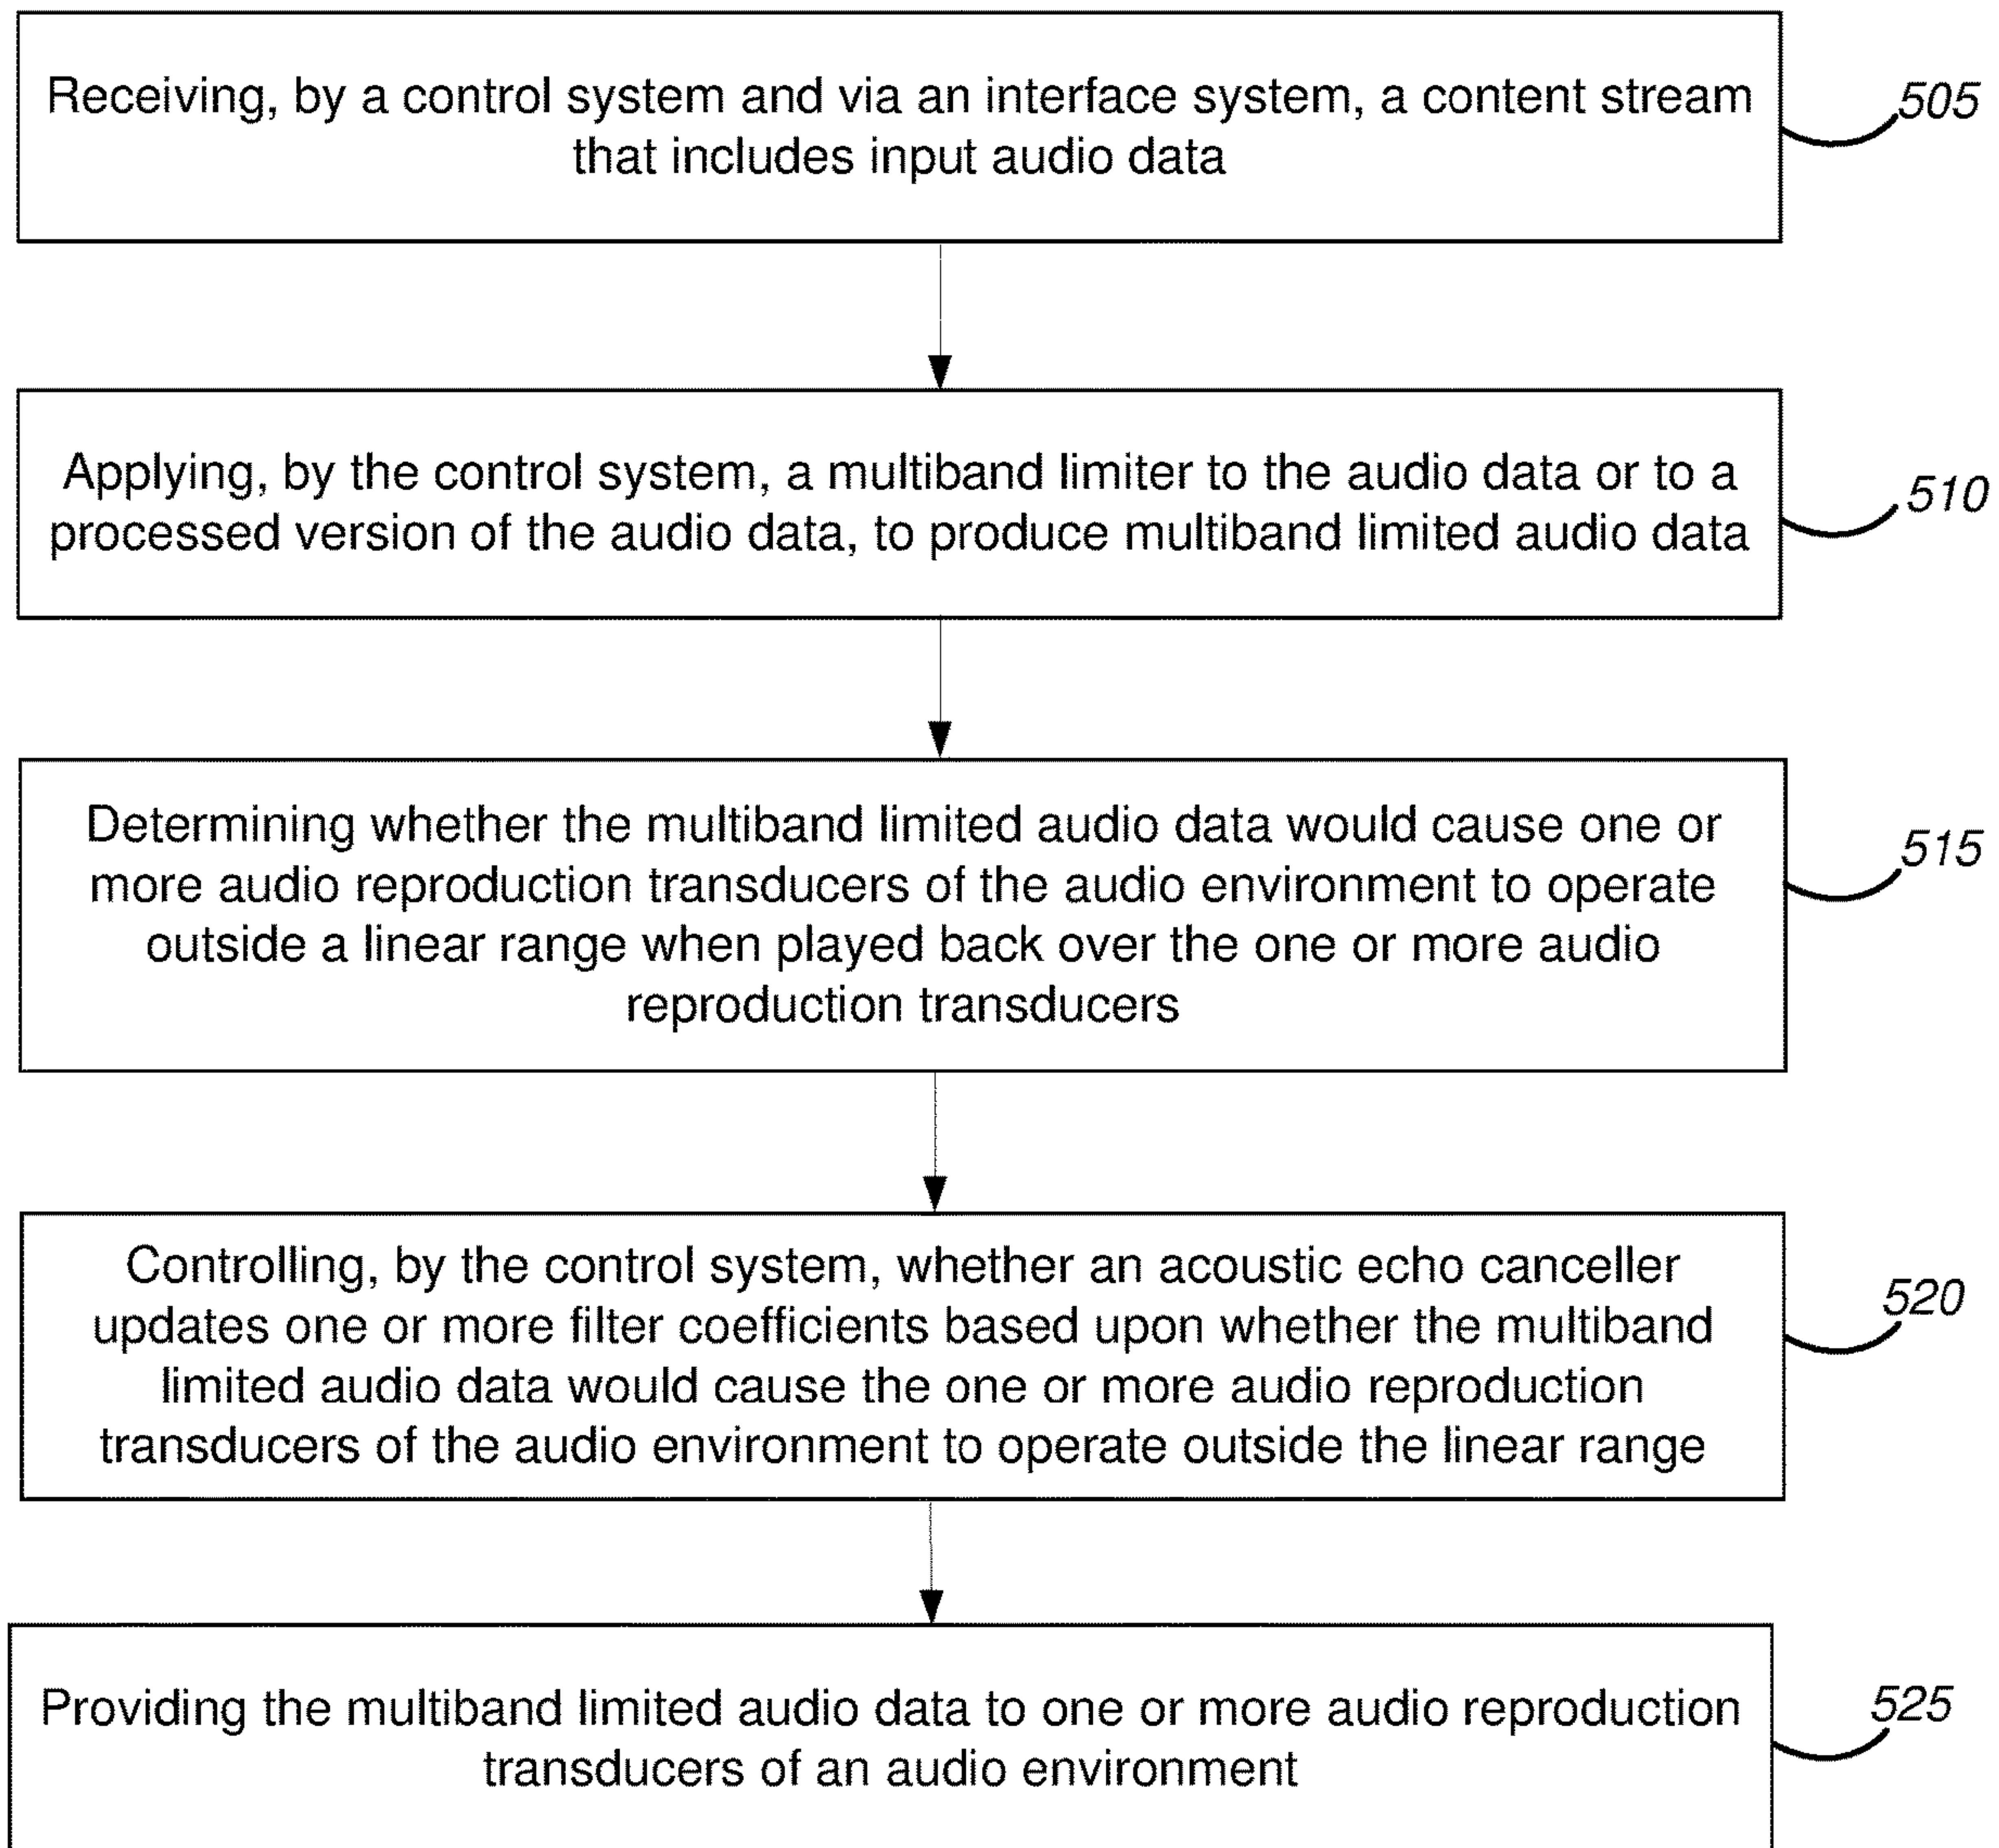 Receiving, by a control system and via an interface system, a content stream
that includes input audio data
505
Applying, by the control system, a multiband limiter to the audio data or to a
processed version of the audio data, to produce multiband limited audio data
510
Determining whether the multiband limited audio data would cause one or
more audio reproduction transducers of the audio environment to operate
outside a linear range when played back over the one or more audio
reproduction transducers
515
Controlling, by the control system, whether an acoustic echo canceller
updates one or more filter coefficients based upon whether the multiband
limited audio data would cause the one or more audio reproduction
transducers of the audio environment to operate outside the linear range
520
Providing the multiband limited audio data to one or more audio reproduction
transducers of an audio environment
525